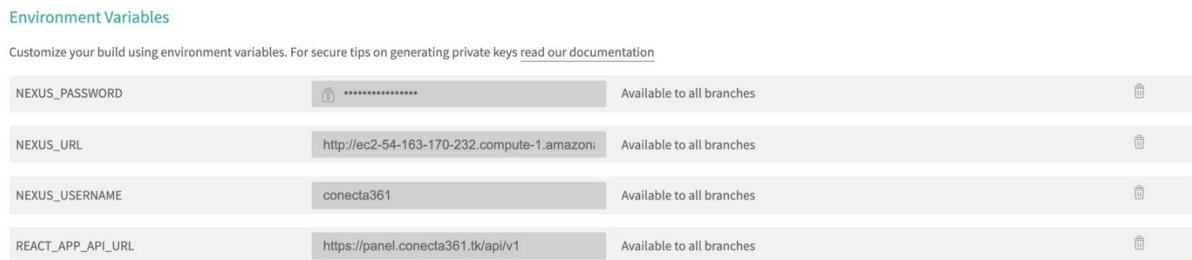 Environment Variables
Customize your build using environment variables. For secure tips on generating private keys read our documentation
NEXUS_PASSWORD •••••••••••••••• Available to all branches
NEXUS_URL http://ec2-54-163-170-232.compute-1.amazon Available to all branches
NEXUS_USERNAME conecta361 Available to all branches
REACT_APP_API_URL https://panel.conecta361.tk/api/v1 Available to all branches